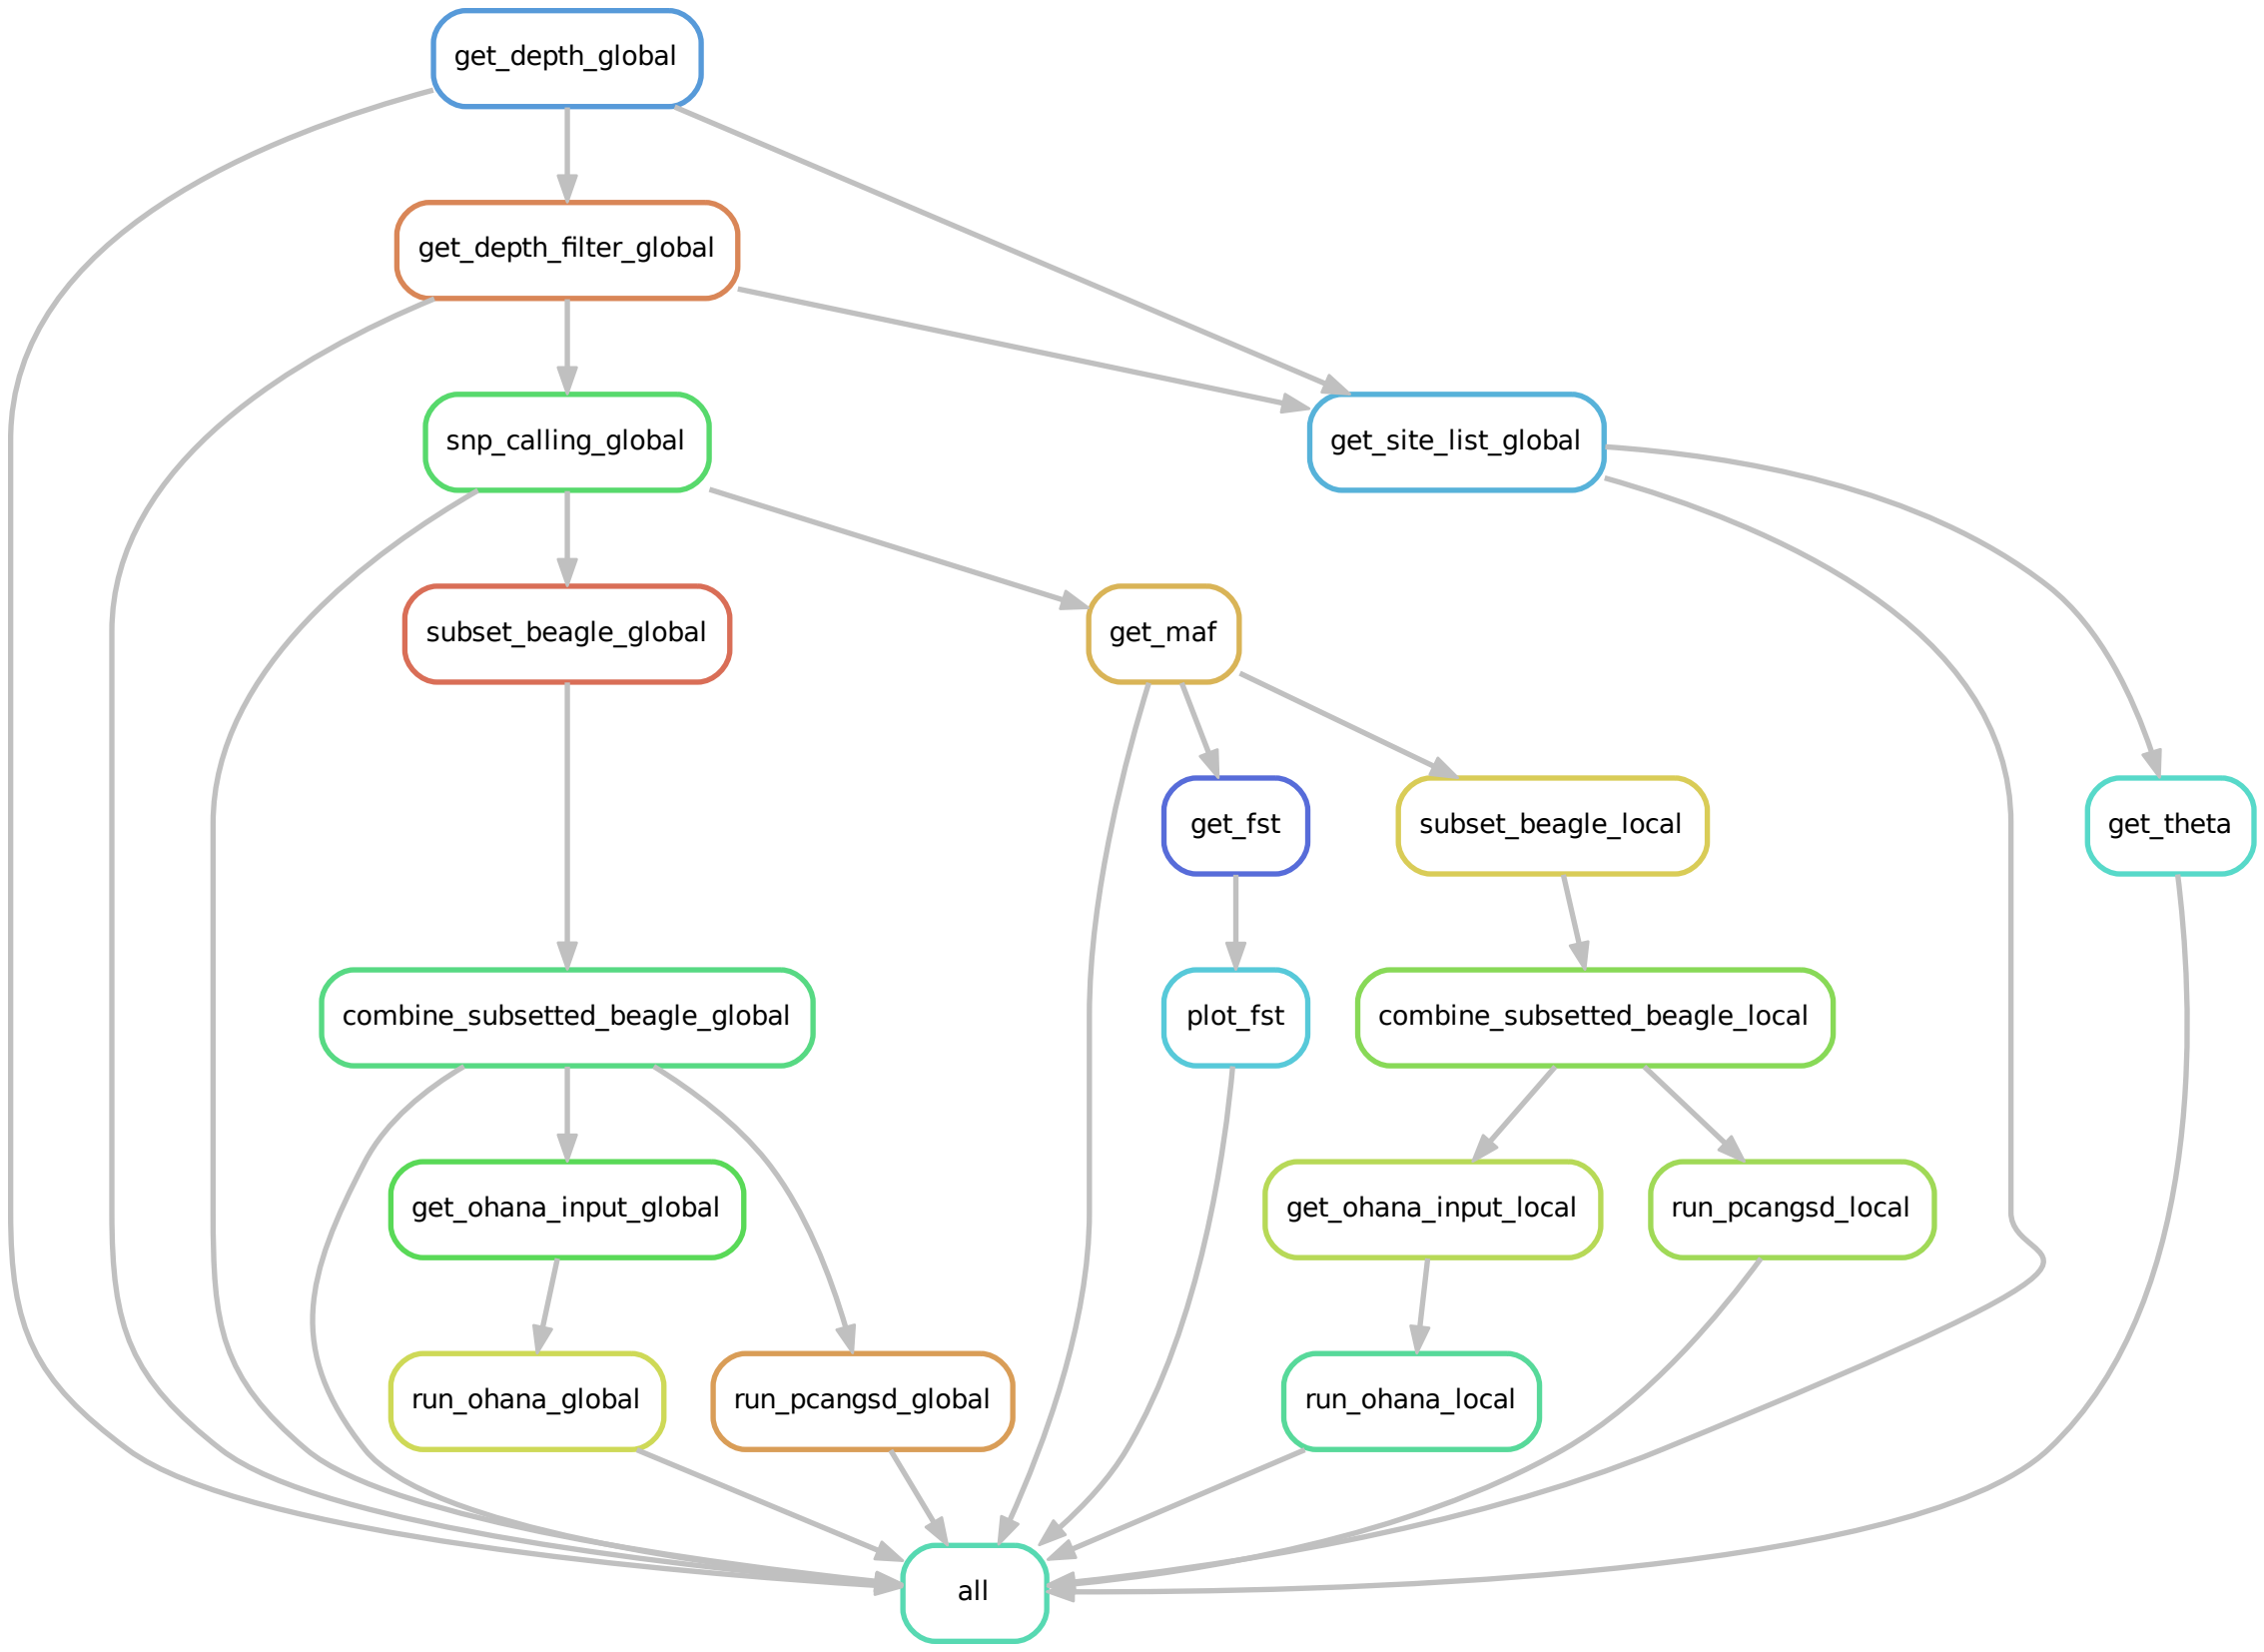 get_depth_global
get_depth_filter_global
snp_calling_global
get_site_list_global
subset_beagle_global
get_maf
get_fst
subset_beagle_local
get_theta
combine_subsetted_beagle_global
plot_fst
combine_subsetted_beagle_local
get_ohana_input_global
get_ohana_input_local
run_pcangsd_local
run_ohana_global
run_pcangsd_global
run_ohana_local
all